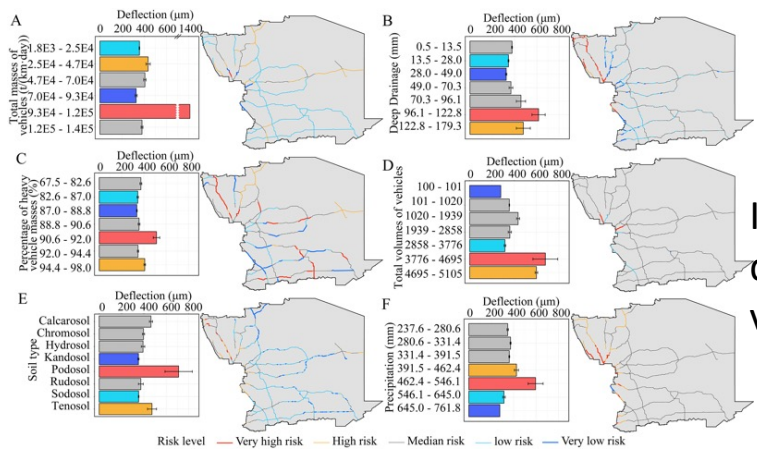 A
Deflection (μm)
0 200 400 600 1400
Total masses of vehicles (t/(km·day))
1.8E3 - 2.5E4
2.5E4 - 4.7E4
4.7E4 - 7.0E4
7.0E4 - 9.3E4
9.3E4 - 1.2E5
1.2E5 - 1.4E5
B
Deflection (μm)
0 200 400 600 800
Deep Drainage (mm)
0.5 - 13.5
13.5 - 28.0
28.0 - 49.0
49.0 - 70.3
70.3 - 96.1
96.1 - 122.8
122.8 - 179.3
C
Deflection (μm)
0 200 400 600 800
Percentage of heavy vehicle masses (%)
67.5 - 82.6
82.6 - 87.0
87.0 - 88.8
88.8 - 90.6
90.6 - 92.0
92.0 - 94.4
94.4 - 98.0
D
Deflection (μm)
0 200 400 600 800
Total volumes of vehicles
100 - 101
101 - 1020
1020 - 1939
1939 - 2858
2858 - 3776
3776 - 4695
4695 - 5105
E
Deflection (μm)
0 200 400 600 800
Soil type
Calcarosol
Chromosol
Hydrosol
Kandosol
Podosol
Rudosol
Sodosol
Tenosol
F
Deflection (μm)
0 200 400 600 800
Precipitation (mm)
237.6 - 280.6
280.6 - 331.4
331.4 - 391.5
391.5 - 462.4
462.4 - 546.1
546.1 - 645.0
645.0 - 761.8
Risk level Very high risk High risk Median risk low risk Very low risk